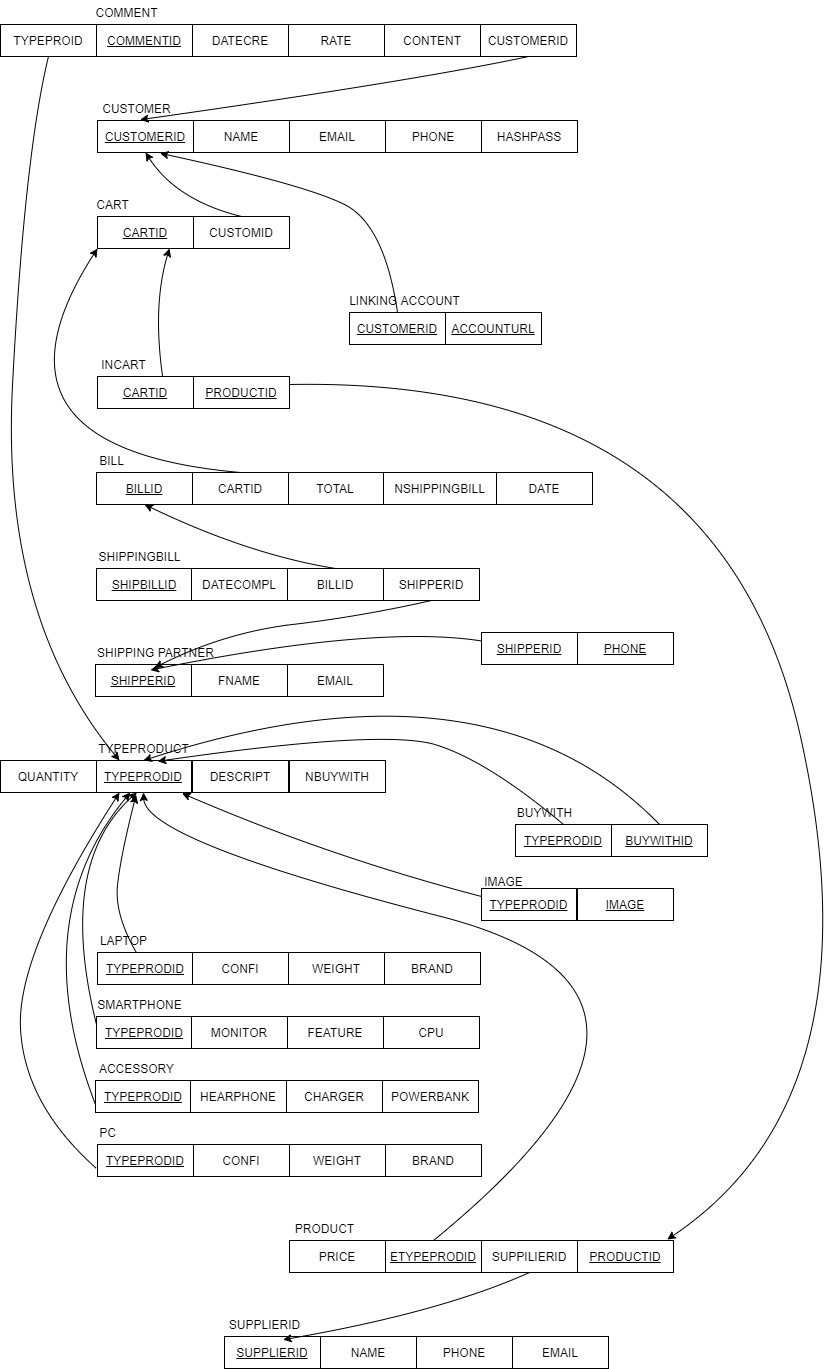 COMMENT
TYPEPROID COMMENTID DATECRE RATE CONTENT CUSTOMERID
CUSTOMER
CUSTOMERID NAME EMAIL PHONE HASHPASS
CART
CARTID CUSTOMID
LINKING ACCOUNT
CUSTOMERID ACCOUNTURL
INCART
CARTID PRODUCTID
BILL
BILLID CARTID TOTAL NSHIPPINGBILL DATE
SHIPPINGBILL
SHIPBILLID DATECOMPL BILLID SHIPPERID
SHIPPERID PHONE
SHIPPING PARTNER
SHIPPERID FNAME EMAIL
TYPEPRODUCT
QUANTITY TYPEPRODID DESCRIPT NBUYWITH
BUYWITH
TYPEPRODID BUYWITHID
IMAGE
TYPEPRODID IMAGE
LAPTOP
TYPEPRODID CONFI WEIGHT BRAND
SMARTPHONE
TYPEPRODID MONITOR FEATURE CPU
ACCESSORY
TYPEPRODID HEARPHONE CHARGER POWERBANK
PC
TYPEPRODID CONFI WEIGHT BRAND
PRODUCT
PRICE ETYPEPRODID SUPPILIERID PRODUCTID
SUPPLIERID
SUPPLIERID NAME PHONE EMAIL